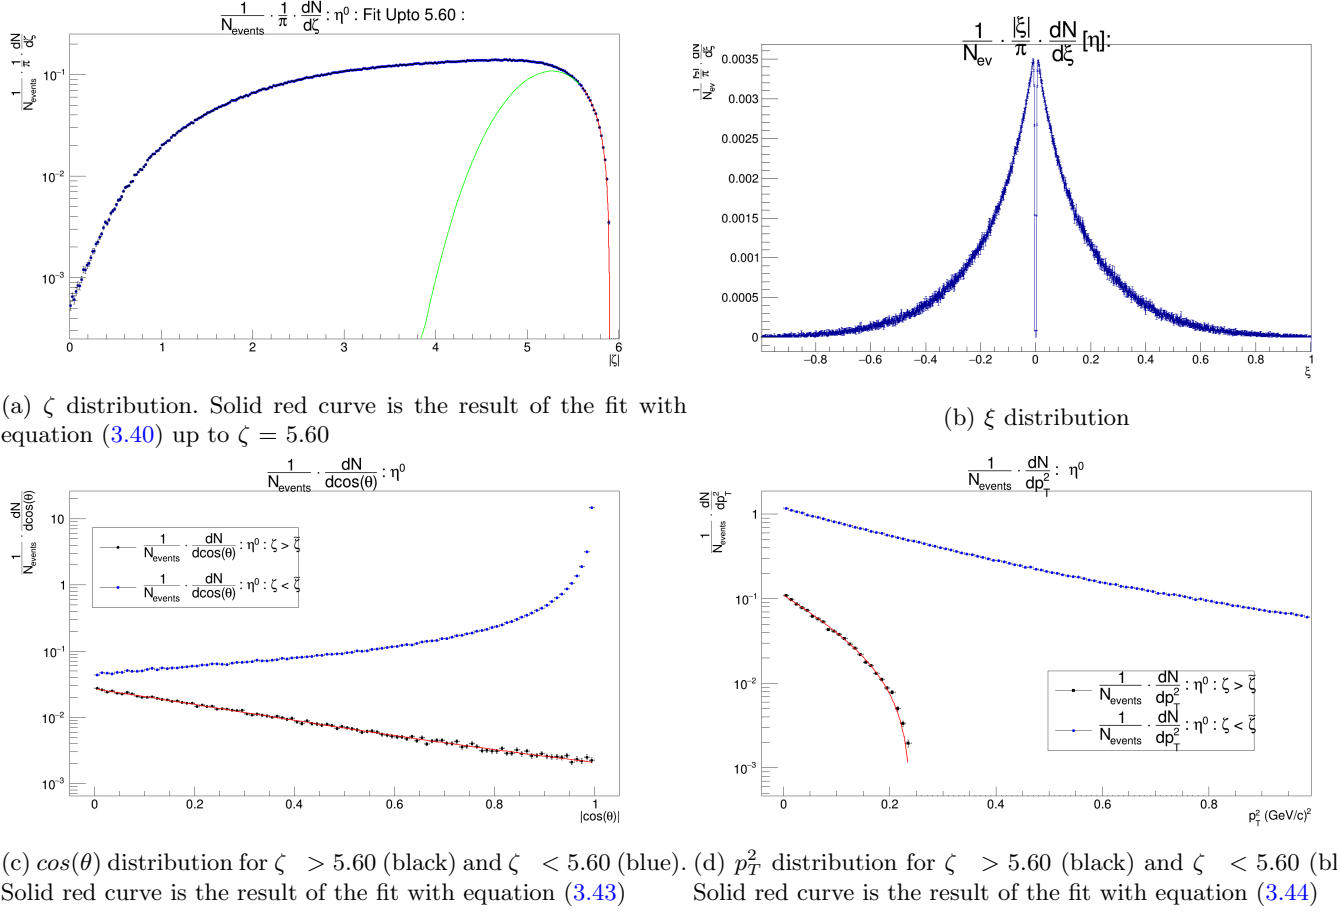 1/N_events · 1/π · dN/dζ : η⁰ : Fit Upto 5.60 :
1/N_events · 1/π · dN/dζ
10⁻¹
10⁻²
10⁻³
0 1 2 3 4 5 6
|ζ|
(a) ζ distribution. Solid red curve is the result of the fit with
equation (3.40) up to ζ = 5.60
1/N_ev · |ξ|/π · dN/dξ [η]:
1/N_ev · |ξ|/π · dN/dξ
0.0035
0.003
0.0025
0.002
0.0015
0.001
0.0005
0
−0.8 −0.6 −0.4 −0.2 0 0.2 0.4 0.6 0.8 1
ξ
(b) ξ distribution
1/N_events · dN/dcos(θ) : η⁰
1/N_events · dN/dcos(θ)
10
1
10⁻¹
10⁻²
10⁻³
1/N_events · dN/dcos(θ) : η⁰ : ζ > ζ̅
1/N_events · dN/dcos(θ) : η⁰ : ζ < ζ̅
0 0.2 0.4 0.6 0.8 1
|cos(θ)|
(c) cos(θ) distribution for ζ > 5.60 (black) and ζ < 5.60 (blue).
Solid red curve is the result of the fit with equation (3.43)
1/N_events · dN/dp_T² : η⁰
1/N_events · dN/dp_T²
1
10⁻¹
10⁻²
10⁻³
1/N_events · dN/dp_T² : η⁰ : ζ > ζ̅
1/N_events · dN/dp_T² : η⁰ : ζ < ζ̅
0 0.2 0.4 0.6 0.8
p_T² (GeV/c)²
(d) p_T² distribution for ζ > 5.60 (black) and ζ < 5.60 (bl
Solid red curve is the result of the fit with equation (3.44)